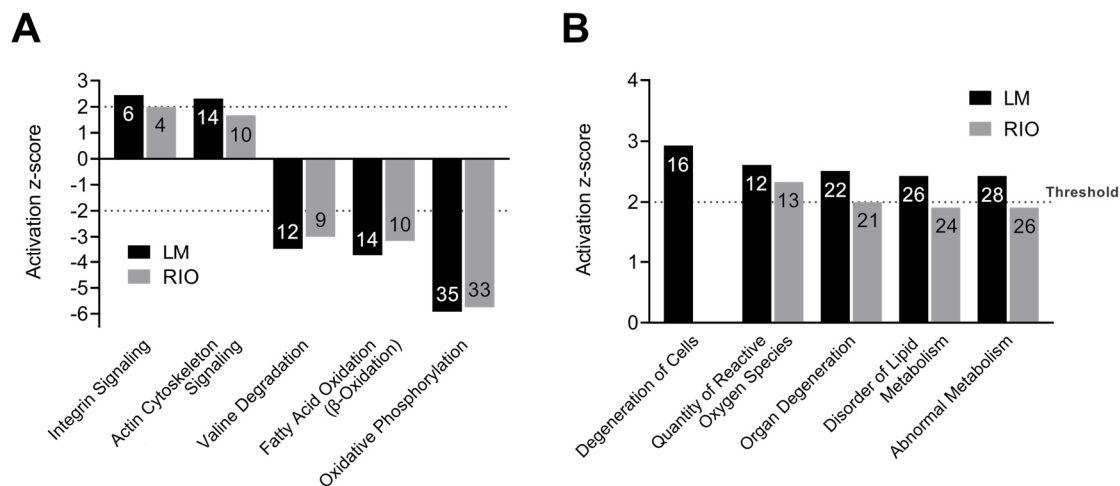 A
Activation z-score
3
2
1
0
-1
-2
-3
-4
-5
-6
6
4
14
10
12
9
14
10
35
33
LM
RIO
Integrin Signaling
Actin Cytoskeleton
Signaling
Valine Degradation
Fatty Acid Oxidation
(β-Oxidation)
Oxidative Phosphorylation
B
Activation z-score
4
3
2
1
0
LM
RIO
Threshold
16
12
13
22
21
26
24
28
26
Degeneration of Cells
Quantity of Reactive
Oxygen Species
Organ Degeneration
Disorder of Lipid
Metabolism
Abnormal Metabolism